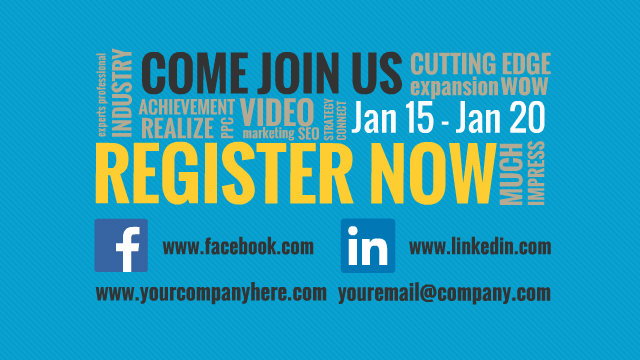 experts professional
INDUSTRY
COME JOIN US
CUTTING EDGE
expansion WOW
ACHIEVEMENT
REALIZE
PPC
VIDEO
marketing SEO
STRATEGY
CONNECT
Jan 15 - Jan 20
REGISTER NOW
MUCH
IMPRESS
f
www.facebook.com
in
www.linkedin.com
www.yourcompanyhere.com
youremail@company.com